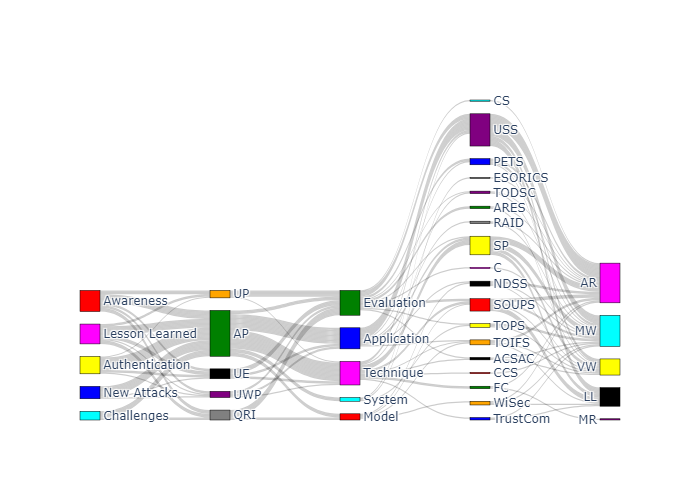 Awareness
Lesson Learned
Authentication
New Attacks
Challenges
UP
AP
UE
UWP
QRI
Evaluation
Application
Technique
System
Model
CS
USS
PETS
ESORICS
TODSC
ARES
RAID
SP
C
NDSS
SOUPS
TOPS
TOIFS
ACSAC
CCS
FC
WiSec
TrustCom
AR
MW
VW
LL
MR